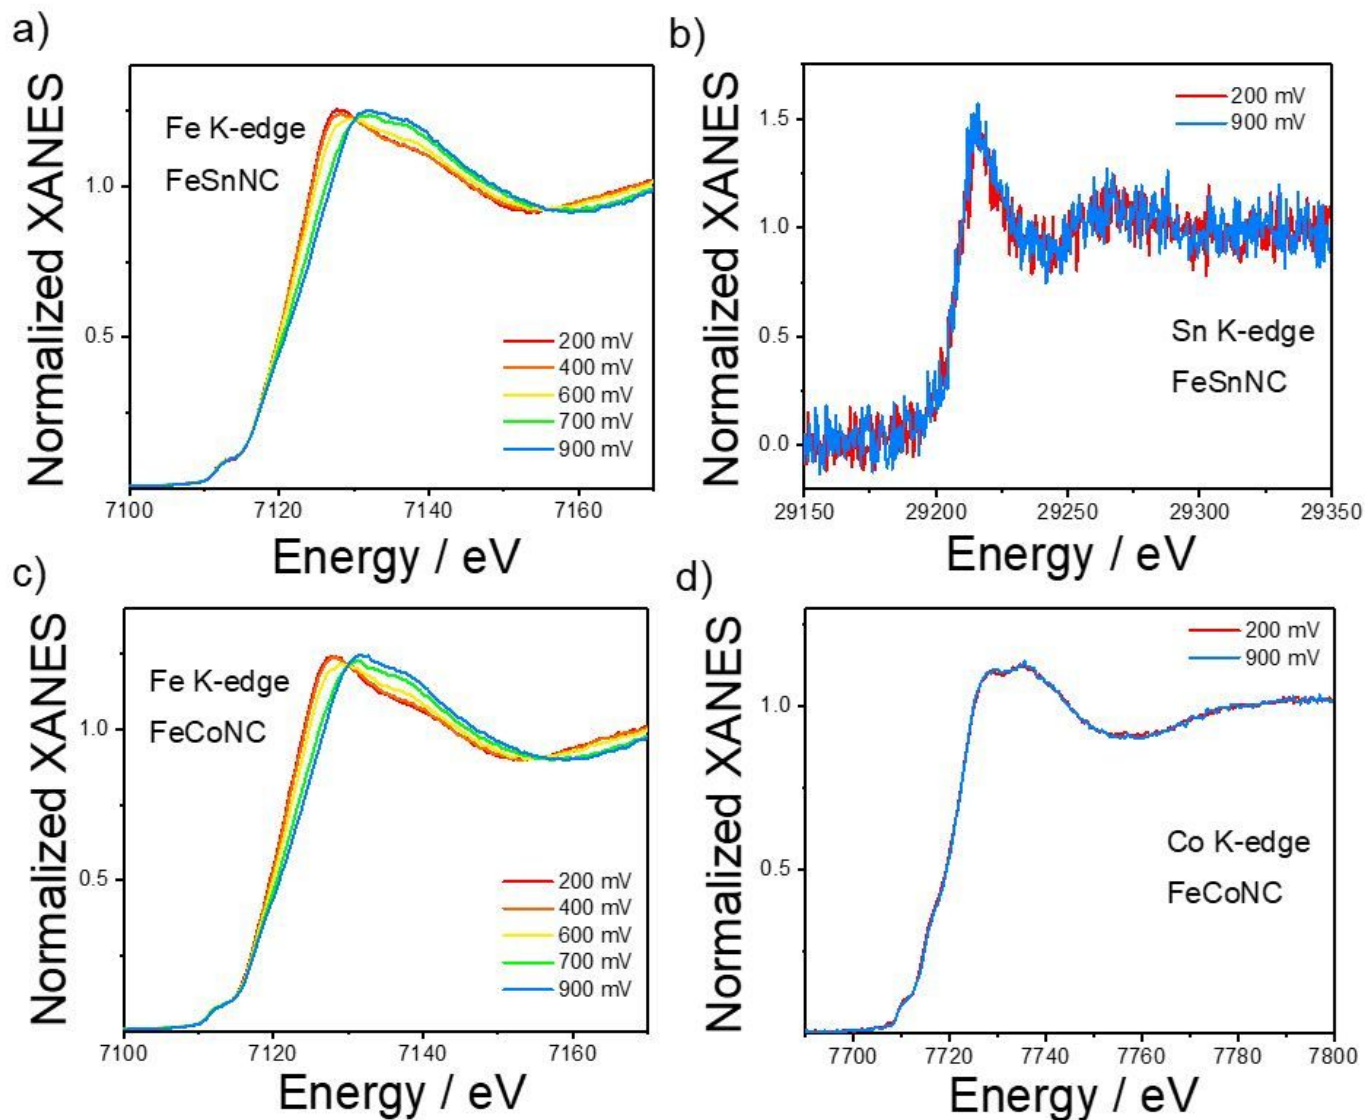 a)
Normalized XANES
Fe K-edge
FeSnNC
1.0
0.5
200 mV
400 mV
600 mV
700 mV
900 mV
7100
7120
7140
7160
Energy / eV
b)
Normalized XANES
1.5
1.0
0.5
0.0
200 mV
900 mV
Sn K-edge
FeSnNC
29150
29200
29250
29300
29350
Energy / eV
c)
Normalized XANES
Fe K-edge
FeCoNC
1.0
0.5
200 mV
400 mV
600 mV
700 mV
900 mV
7100
7120
7140
7160
Energy / eV
d)
Normalized XANES
1.0
0.5
200 mV
900 mV
Co K-edge
FeCoNC
7700
7720
7740
7760
7780
7800
Energy / eV